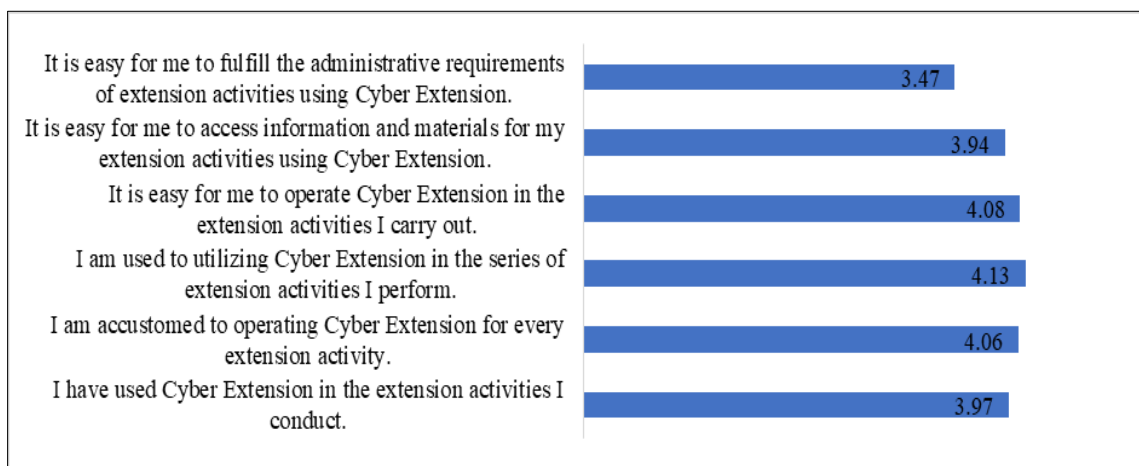 It is easy for me to fulfill the administrative requirements
of extension activities using Cyber Extension.
3.47
It is easy for me to access information and materials for my
extension activities using Cyber Extension.
3.94
It is easy for me to operate Cyber Extension in the
extension activities I carry out.
4.08
I am used to utilizing Cyber Extension in the series of
extension activities I perform.
4.13
I am accustomed to operating Cyber Extension for every
extension activity.
4.06
I have used Cyber Extension in the extension activities I
conduct.
3.97